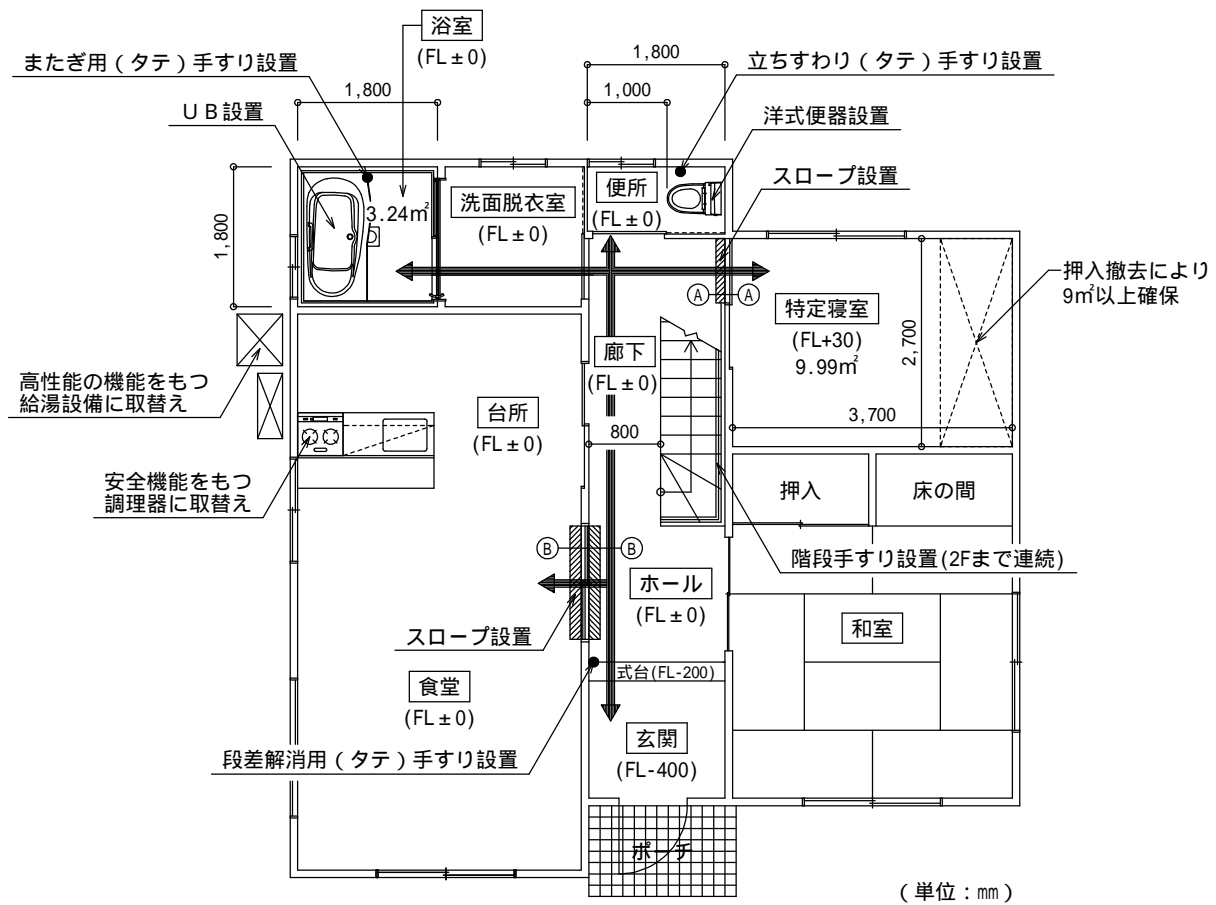 浴室
(FL±0)
またぎ用（タテ）手すり設置
1,800
立ちすわり（タテ）手すり設置
1,800
1,000
ＵＢ設置
洋式便器設置
スロープ設置
便所
(FL±0)
3.24㎡
洗面脱衣室
(FL±0)
1,800
押入撤去により
9㎡以上確保
A
A
特定寝室
(FL+30)
9.99㎡
2,700
3,700
廊下
(FL±0)
高性能の機能をもつ
給湯設備に取替え
台所
(FL±0)
800
安全機能をもつ
調理器に取替え
押入
床の間
B
B
階段手すり設置(2Fまで連続)
ホール
(FL±0)
スロープ設置
和室
式台(FL-200)
食堂
(FL±0)
玄関
(FL-400)
段差解消用（タテ）手すり設置
ポーチ
（単位：㎜）